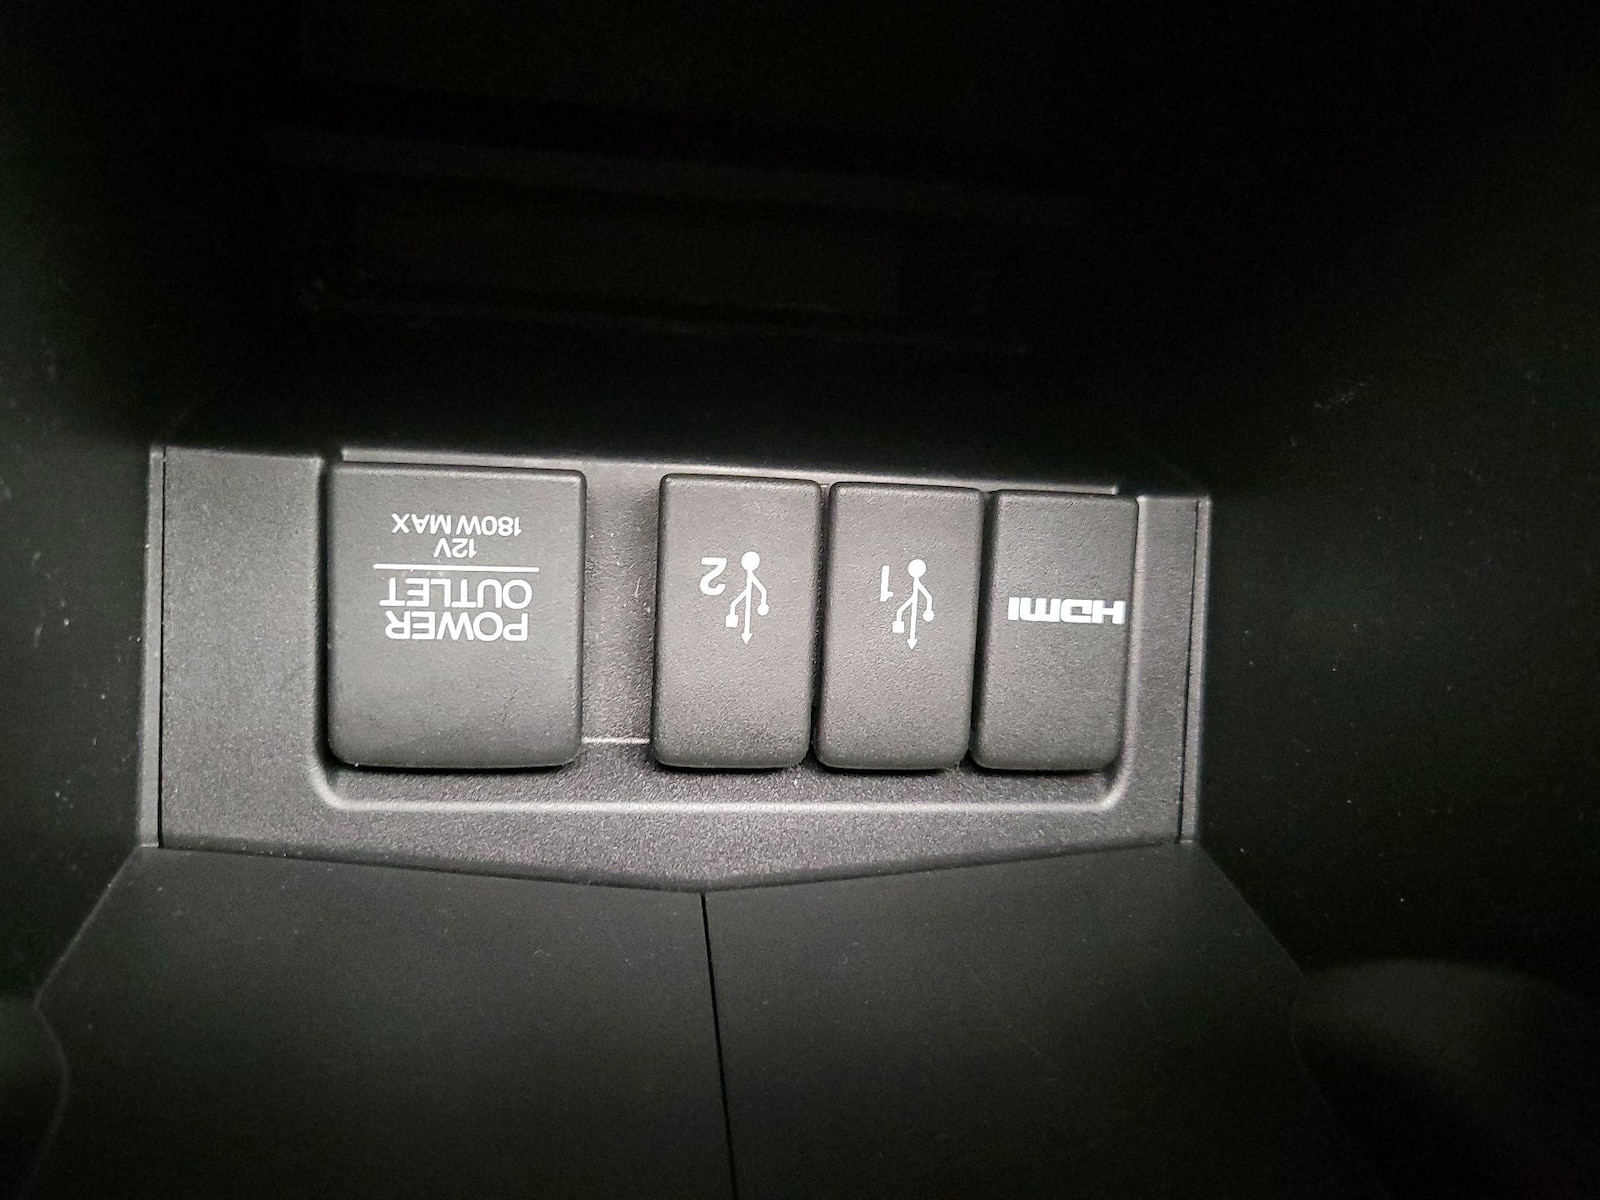 HDMI
1
2
POWER
OUTLET
12V
180W MAX